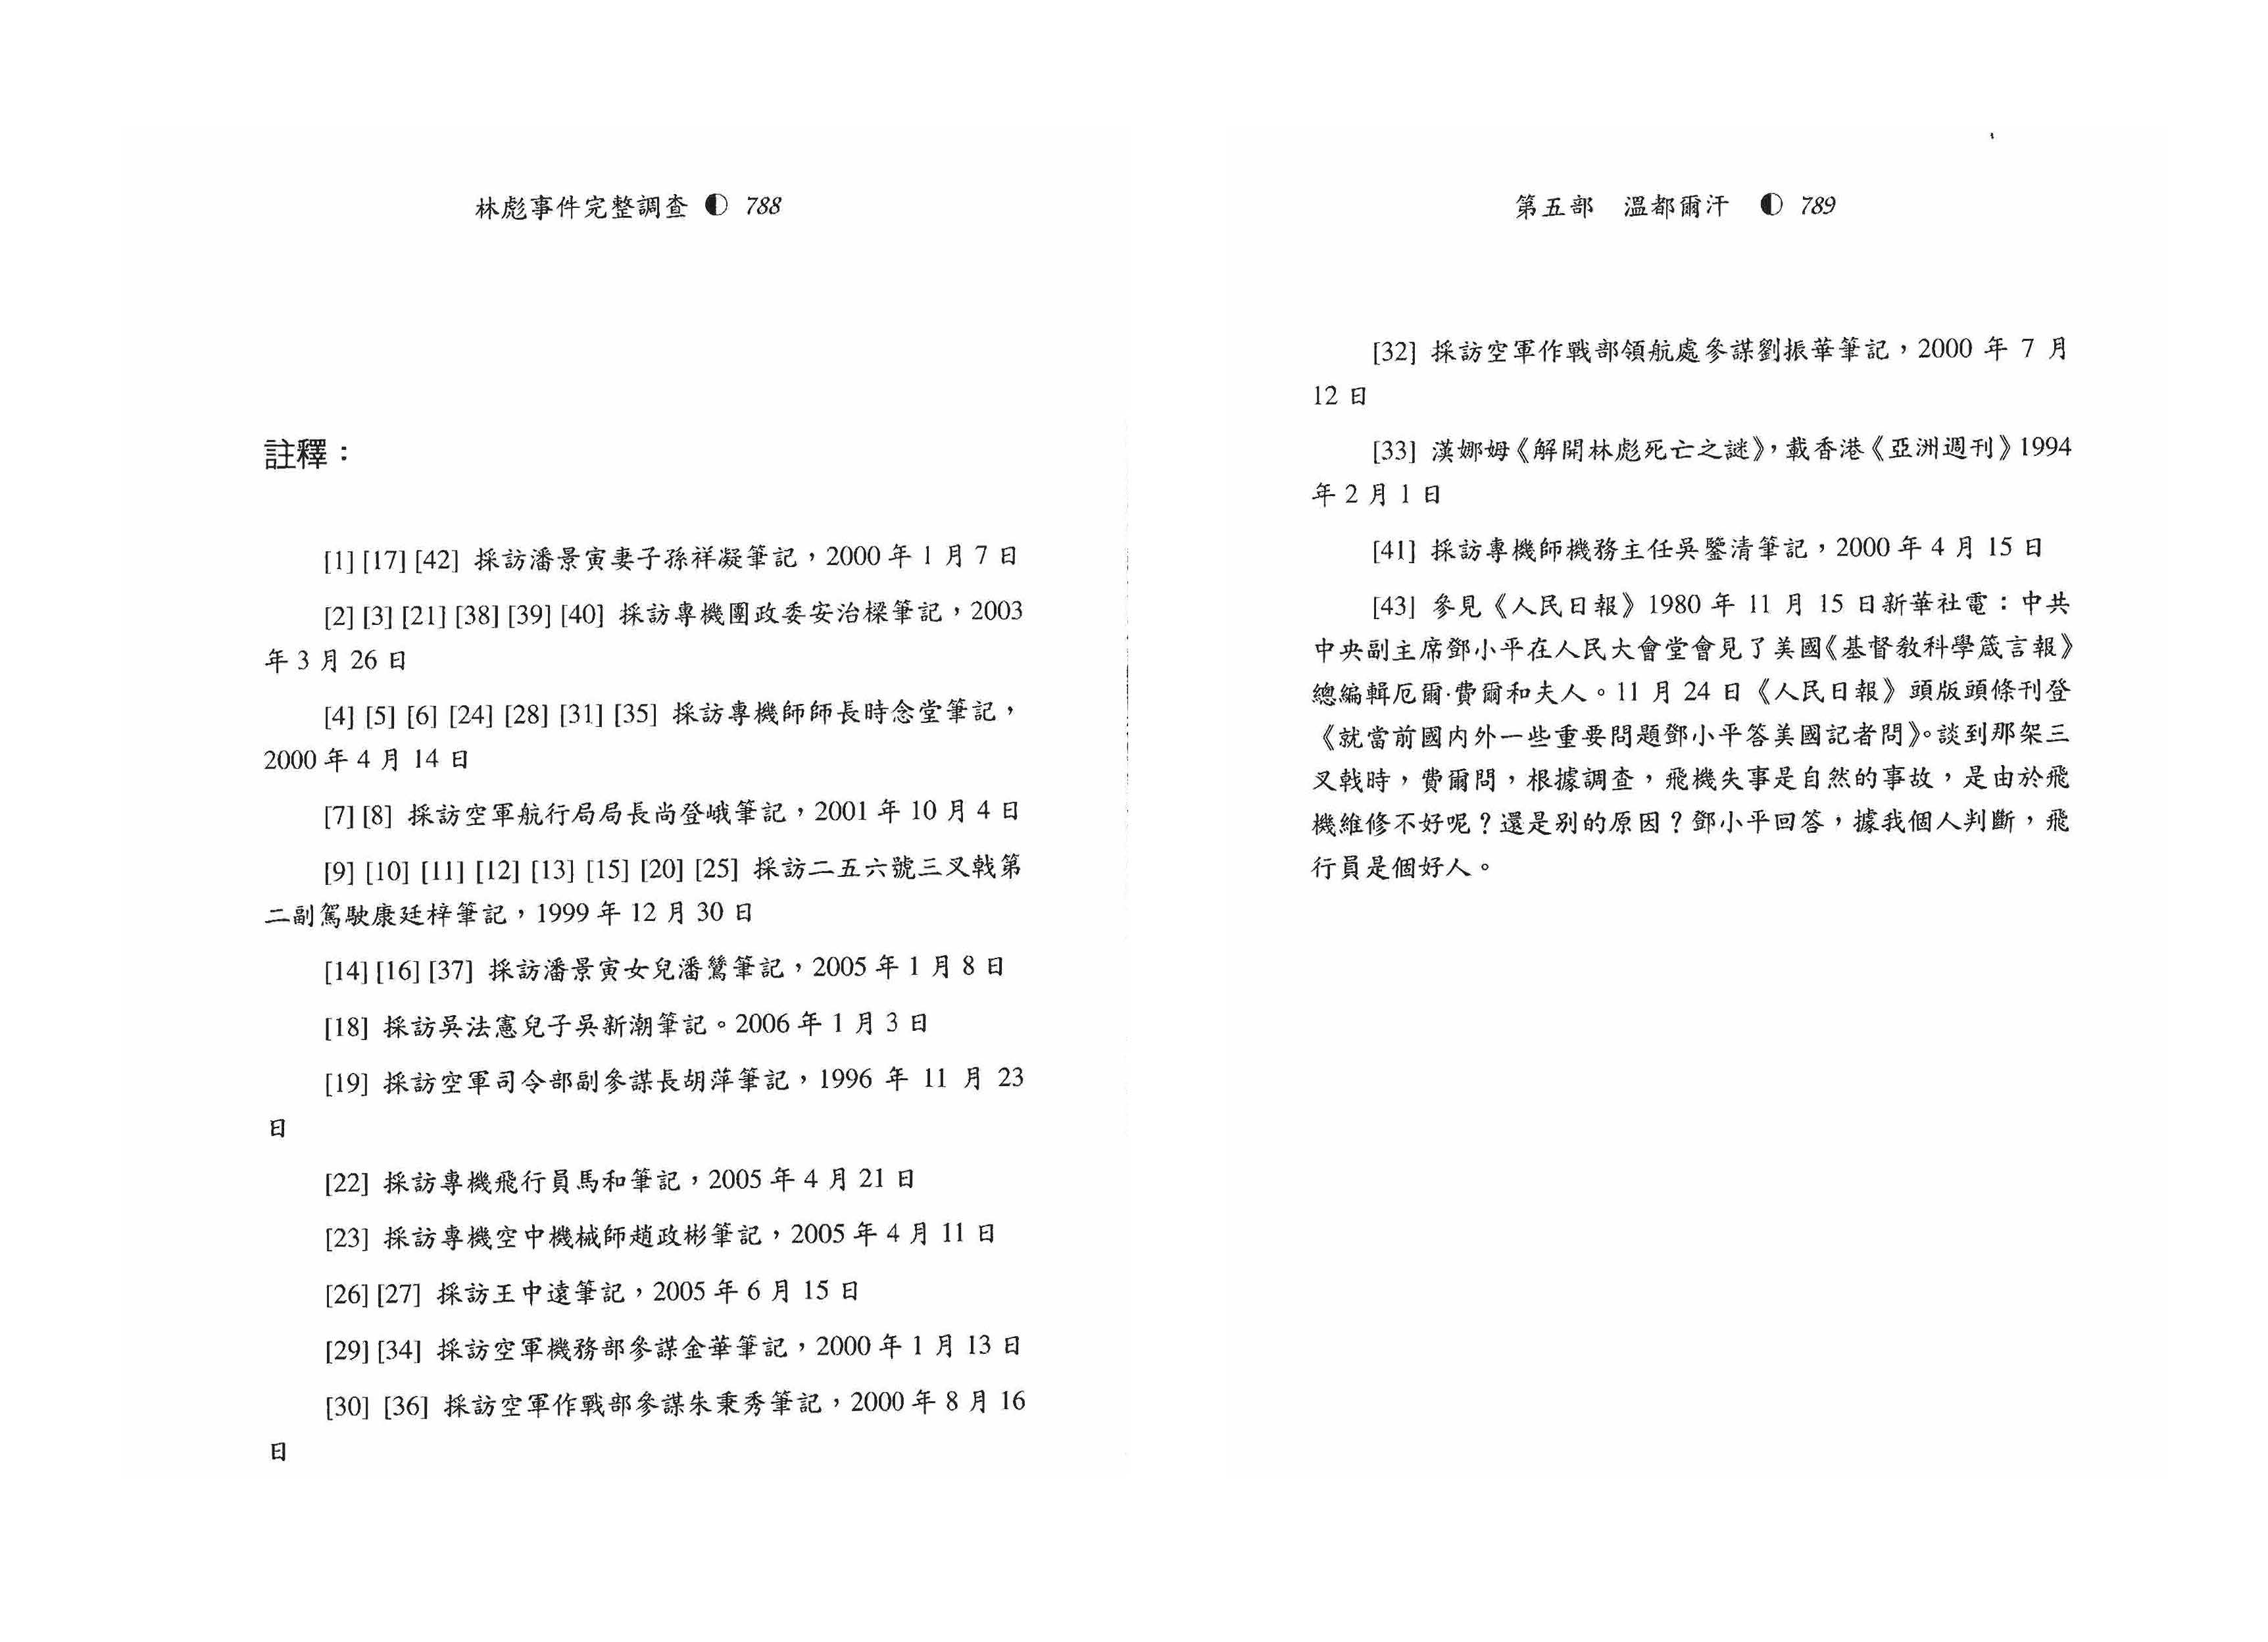 林彪事件完整調查 ◐ 788
註釋：
[1] [17] [42] 採訪潘景寅妻子孫祥凝筆記，2000 年 1 月 7 日
[2] [3] [21] [38] [39] [40] 採訪專機團政委安治樑筆記，2003
年 3 月 26 日
[4] [5] [6] [24] [28] [31] [35] 採訪專機師師長時念堂筆記，
2000 年 4 月 14 日
[7] [8] 採訪空軍航行局局長尚登峨筆記，2001 年 10 月 4 日
[9] [10] [11] [12] [13] [15] [20] [25] 採訪二五六號三叉戟第
二副駕駛康廷梓筆記，1999 年 12 月 30 日
[14] [16] [37] 採訪潘景寅女兒潘鶯筆記，2005 年 1 月 8 日
[18] 採訪吳法憲兒子吳新潮筆記。2006 年 1 月 3 日
[19] 採訪空軍司令部副參謀長胡萍筆記，1996 年 11 月 23
日
[22] 採訪專機飛行員馬和筆記，2005 年 4 月 21 日
[23] 採訪專機空中機械師趙政彬筆記，2005 年 4 月 11 日
[26] [27] 採訪王中遠筆記，2005 年 6 月 15 日
[29] [34] 採訪空軍機務部參謀金華筆記，2000 年 1 月 13 日
[30] [36] 採訪空軍作戰部參謀朱秉秀筆記，2000 年 8 月 16
日
第五部 溫都爾汗 ◐ 789
[32] 採訪空軍作戰部領航處參謀劉振華筆記，2000 年 7 月
12 日
[33] 漢娜姆《解開林彪死亡之謎》，載香港《亞洲週刊》1994
年 2 月 1 日
[41] 採訪專機師機務主任吳鑒清筆記，2000 年 4 月 15 日
[43] 參見《人民日報》1980 年 11 月 15 日新華社電：中共
中央副主席鄧小平在人民大會堂會見了美國《基督教科學箴言報》
總編輯厄爾·費爾和夫人。11 月 24 日《人民日報》頭版頭條刊登
《就當前國內外一些重要問題鄧小平答美國記者問》。談到那架三
叉戟時，費爾問，根據調查，飛機失事是自然的事故，是由於飛
機維修不好呢？還是別的原因？鄧小平回答，據我個人判斷，飛
行員是個好人。